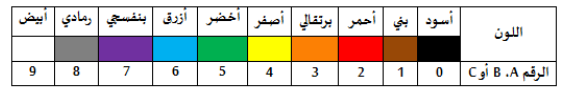 اللون أسود بني أحمر برتقالي أصفر أخضر أزرق بنفسجي رمادي أبيض
الرقم A، B أو C 0 1 2 3 4 5 6 7 8 9